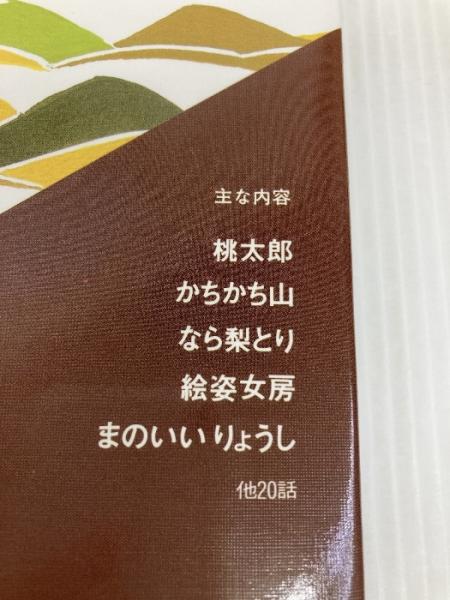 主な内容
桃太郎
かちかち山
なら梨とり
絵姿女房
まのいいりょうし
他20話